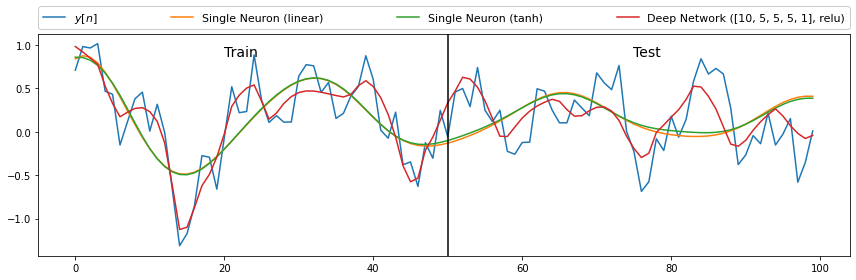 y[n] Single Neuron (linear) Single Neuron (tanh) Deep Network ([10, 5, 5, 5, 1], relu)
Train Test
1.0
0.5
0.0
−0.5
−1.0
0 20 40 60 80 100